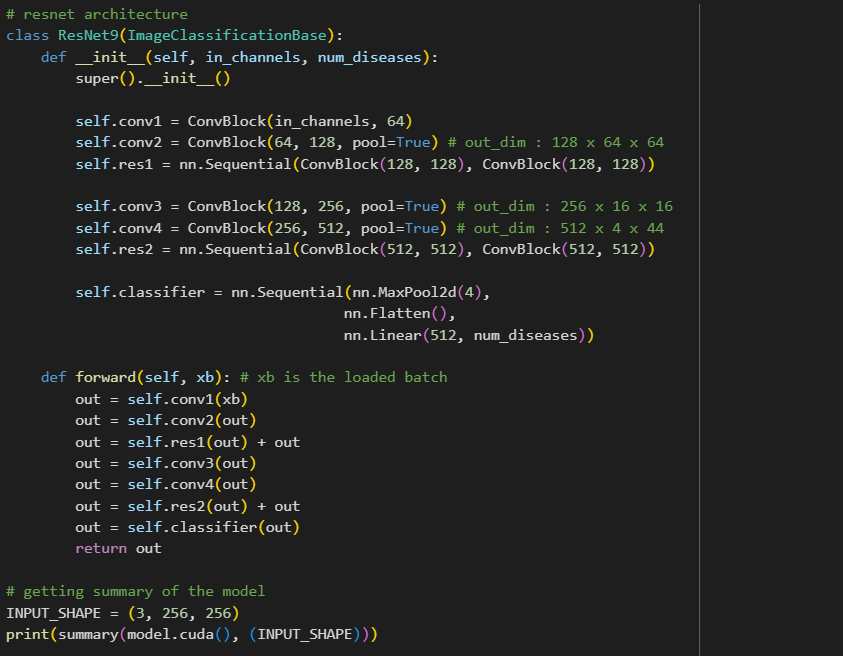 # resnet architecture
class ResNet9(ImageClassificationBase):
    def __init__(self, in_channels, num_diseases):
        super().__init__()

        self.conv1 = ConvBlock(in_channels, 64)
        self.conv2 = ConvBlock(64, 128, pool=True) # out_dim : 128 x 64 x 64
        self.res1 = nn.Sequential(ConvBlock(128, 128), ConvBlock(128, 128))

        self.conv3 = ConvBlock(128, 256, pool=True) # out_dim : 256 x 16 x 16
        self.conv4 = ConvBlock(256, 512, pool=True) # out_dim : 512 x 4 x 44
        self.res2 = nn.Sequential(ConvBlock(512, 512), ConvBlock(512, 512))

        self.classifier = nn.Sequential(nn.MaxPool2d(4),
                                       nn.Flatten(),
                                       nn.Linear(512, num_diseases))

    def forward(self, xb): # xb is the loaded batch
        out = self.conv1(xb)
        out = self.conv2(out)
        out = self.res1(out) + out
        out = self.conv3(out)
        out = self.conv4(out)
        out = self.res2(out) + out
        out = self.classifier(out)
        return out

# getting summary of the model
INPUT_SHAPE = (3, 256, 256)
print(summary(model.cuda(), (INPUT_SHAPE)))